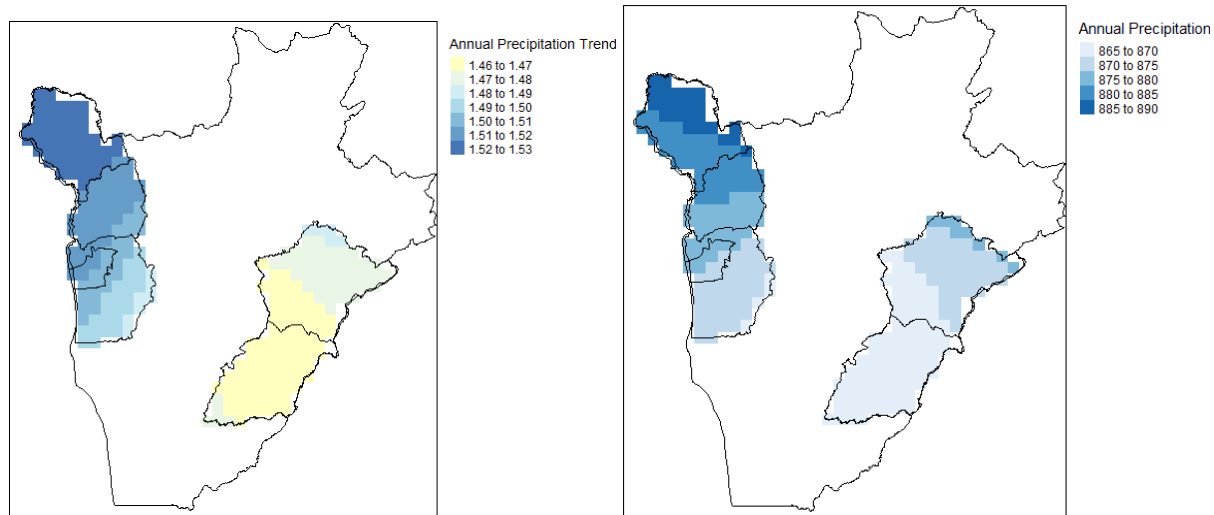 Annual Precipitation Trend
1.46 to 1.47
1.47 to 1.48
1.48 to 1.49
1.49 to 1.50
1.50 to 1.51
1.51 to 1.52
1.52 to 1.53
Annual Precipitation
865 to 870
870 to 875
875 to 880
880 to 885
885 to 890